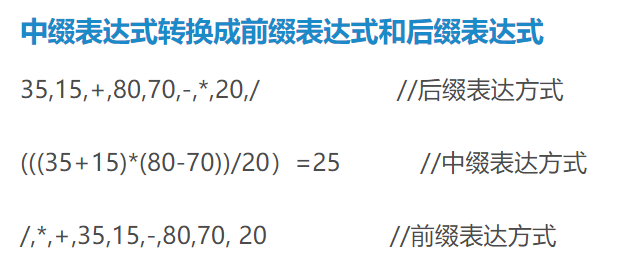 中缀表达式转换成前缀表达式和后缀表达式
35,15,+,80,70,-,*,20,/ //后缀表达方式
(((35+15)*(80-70))/20）=25 //中缀表达方式
/,*,+,35,15,-,80,70, 20 //前缀表达方式